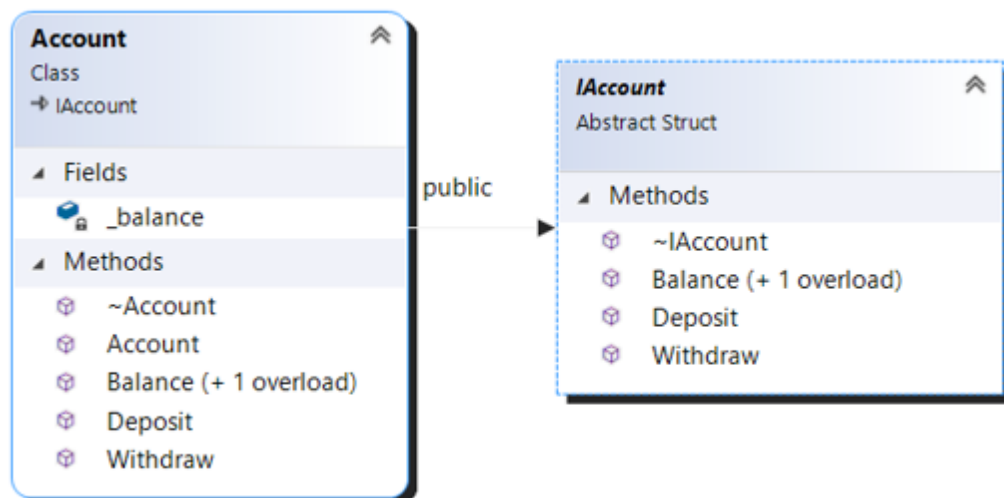 Account
Class
IAccount
Fields
_balance
Methods
~Account
Account
Balance (+ 1 overload)
Deposit
Withdraw
public
IAccount
Abstract Struct
Methods
~IAccount
Balance (+ 1 overload)
Deposit
Withdraw